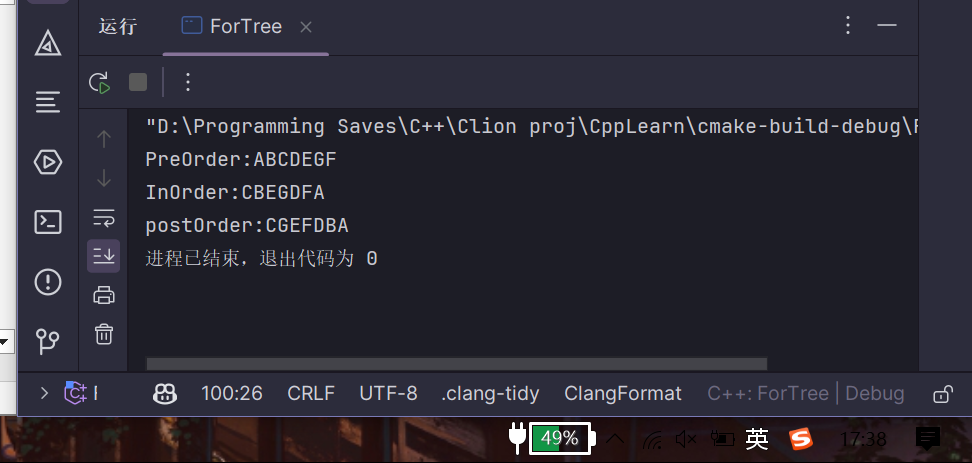 运行 ForTree
"D:\Programming Saves\C++\Clion proj\CppLearn\cmake-build-debug\
PreOrder:ABCDEGF
InOrder:CBEGDFA
postOrder:CGEFDBA
进程已结束，退出代码为 0
100:26 CRLF UTF-8 .clang-tidy ClangFormat C++: ForTree | Debug
49% 英 17:38